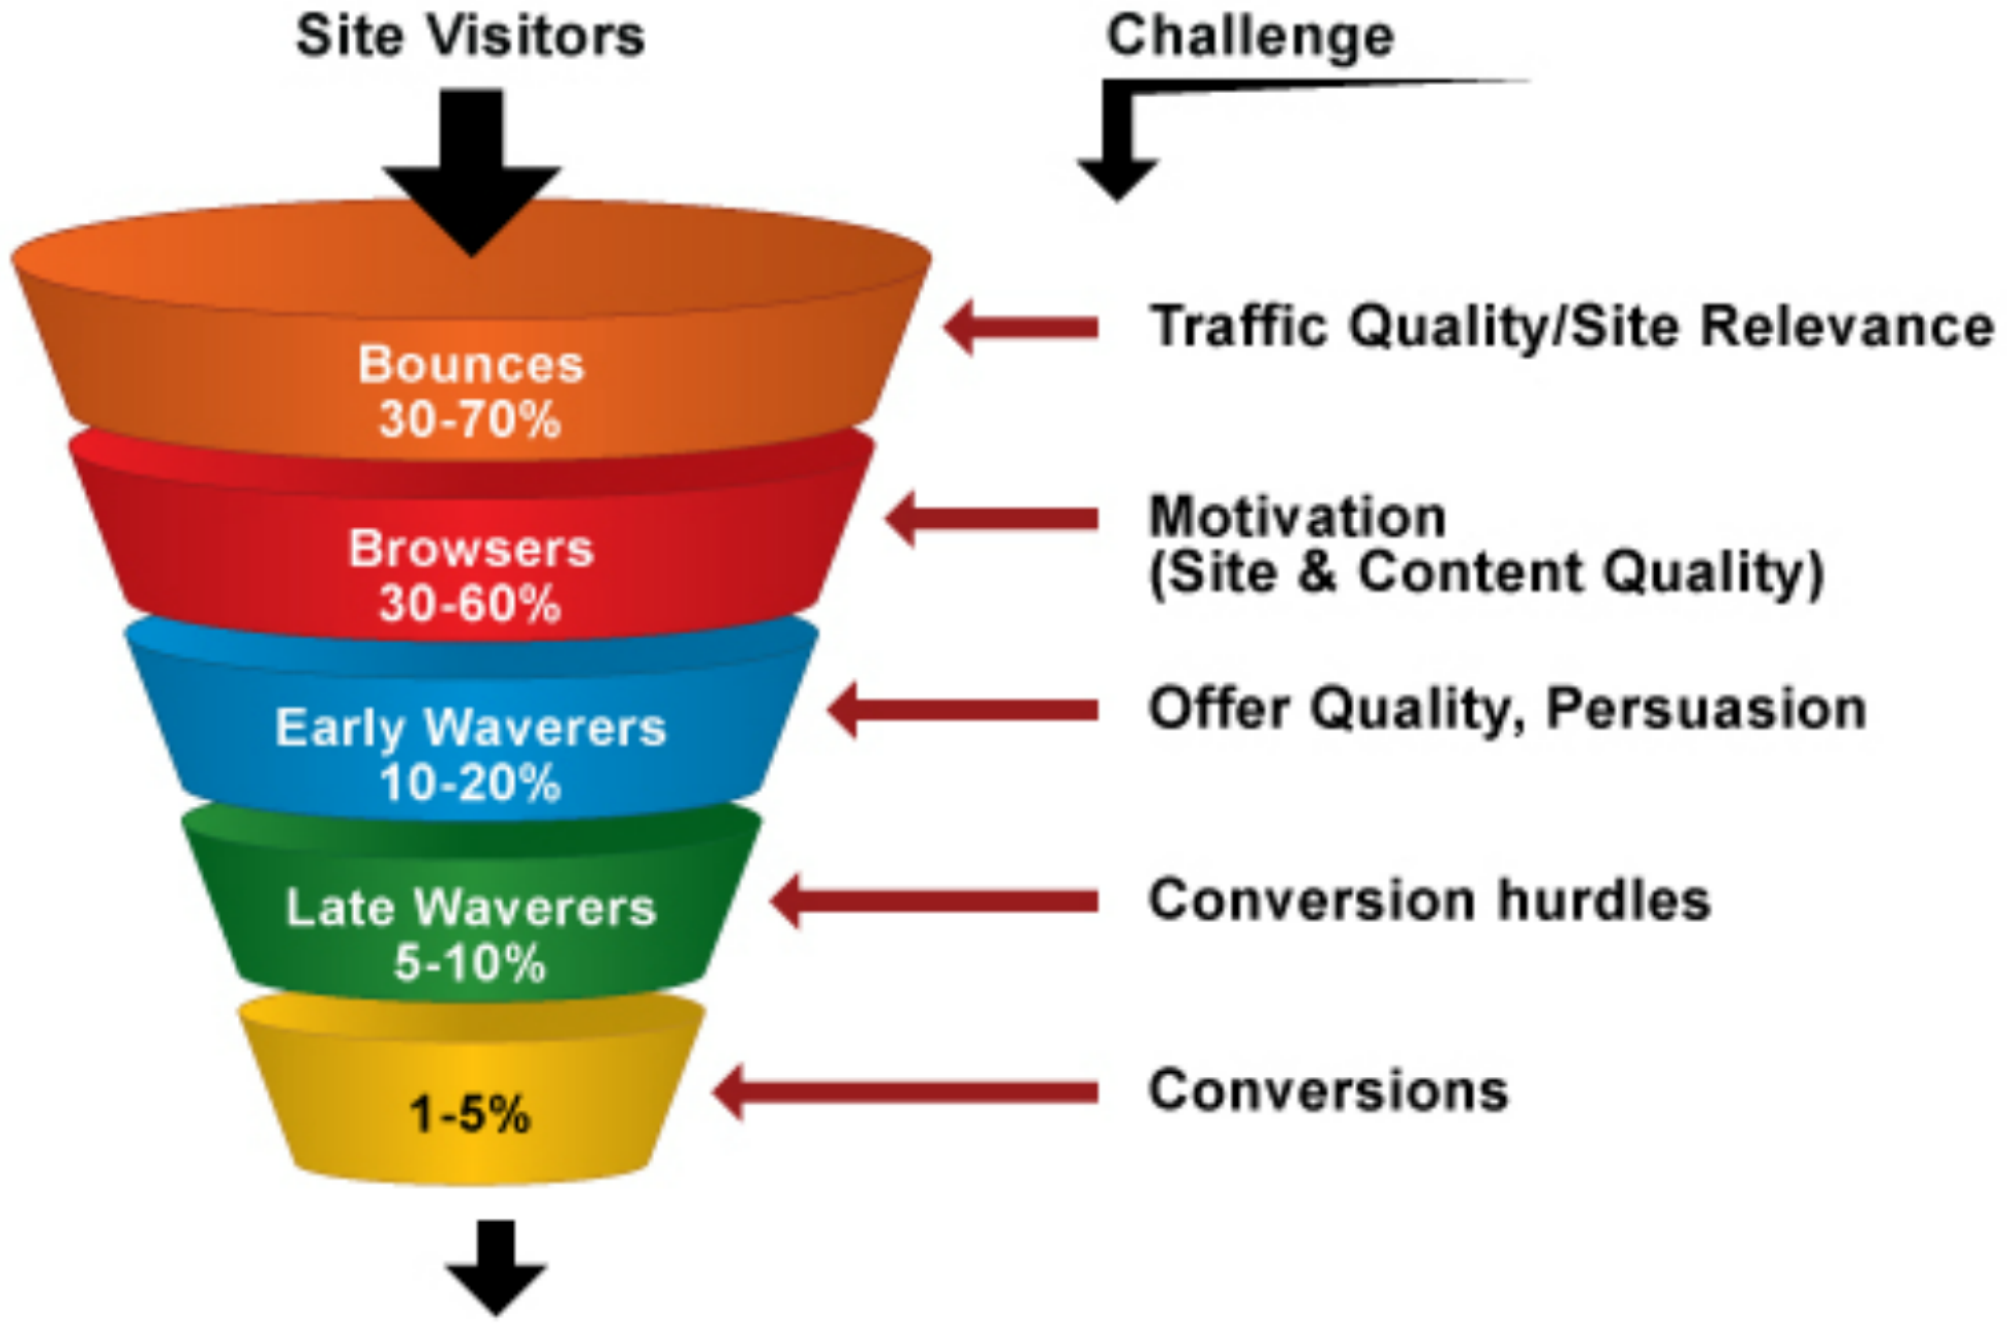 Site Visitors
Challenge
Bounces
30-70%
Traffic Quality/Site Relevance
Browsers
30-60%
Motivation
(Site & Content Quality)
Early Waverers
10-20%
Offer Quality, Persuasion
Late Waverers
5-10%
Conversion hurdles
1-5%
Conversions